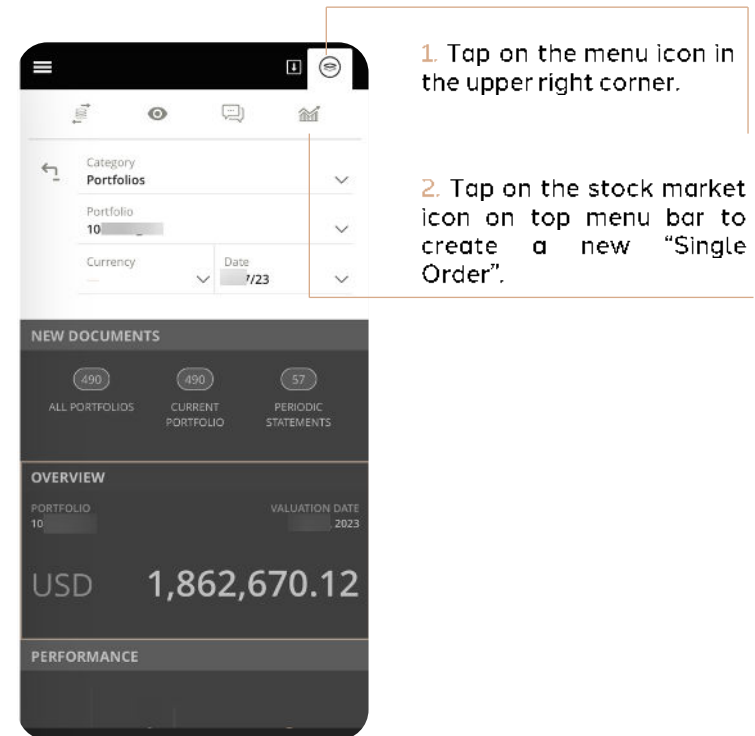 1. Tap on the menu icon in
the upper right corner.
2. Tap on the stock market
icon on top menu bar to
create a new “Single
Order”.
Category
Portfolios
Portfolio
10
Currency
Date
7/23
NEW DOCUMENTS
490
490
57
ALL PORTFOLIOS
CURRENT
PORTFOLIO
PERIODIC
STATEMENTS
OVERVIEW
PORTFOLIO
VALUATION DATE
10
, 2023
USD 1,862,670.12
PERFORMANCE